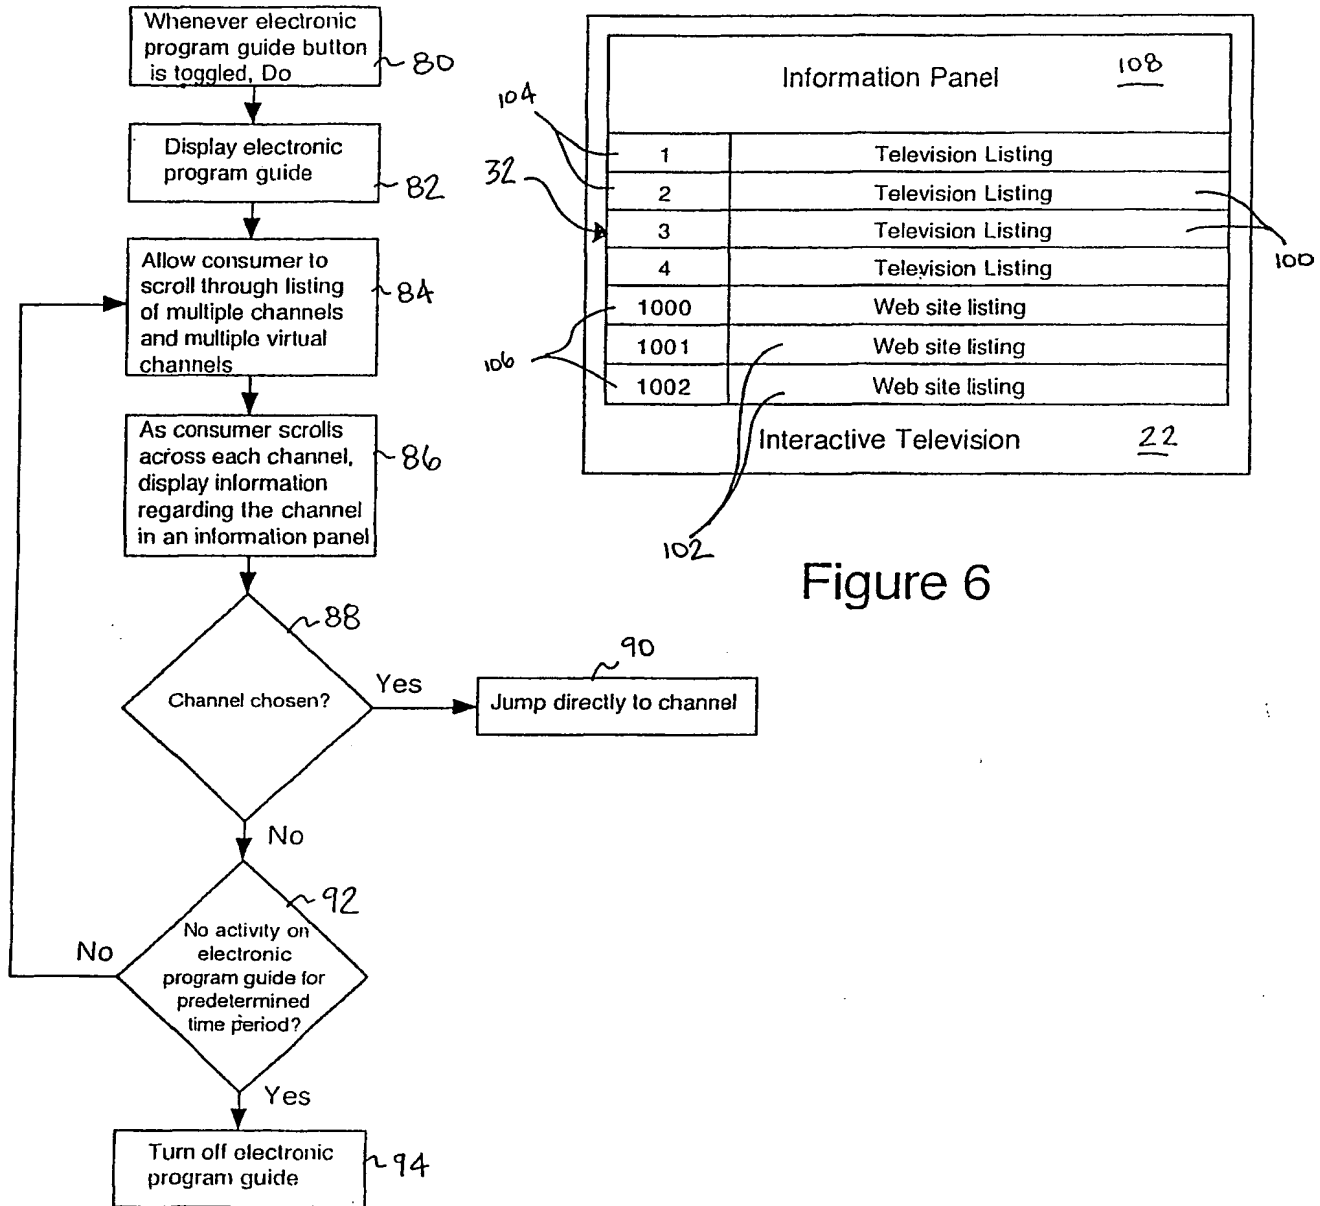 Whenever electronic
program guide button
is toggled, Do
80
Display electronic
program guide
82
Allow consumer to
scroll through listing
of multiple channels
and multiple virtual
channels
84
As consumer scrolls
across each channel,
display information
regarding the channel
in an information panel
86
88
Channel chosen?
Yes
90
Jump directly to channel
No
92
No activity on
electronic
program guide for
predetermined
time period?
No
Yes
Turn off electronic
program guide
94
Information Panel 108
104
32
1 Television Listing
2 Television Listing
3 Television Listing
4 Television Listing
100
1000 Web site listing
1001 Web site listing
1002 Web site listing
106
Interactive Television 22
102
Figure 6